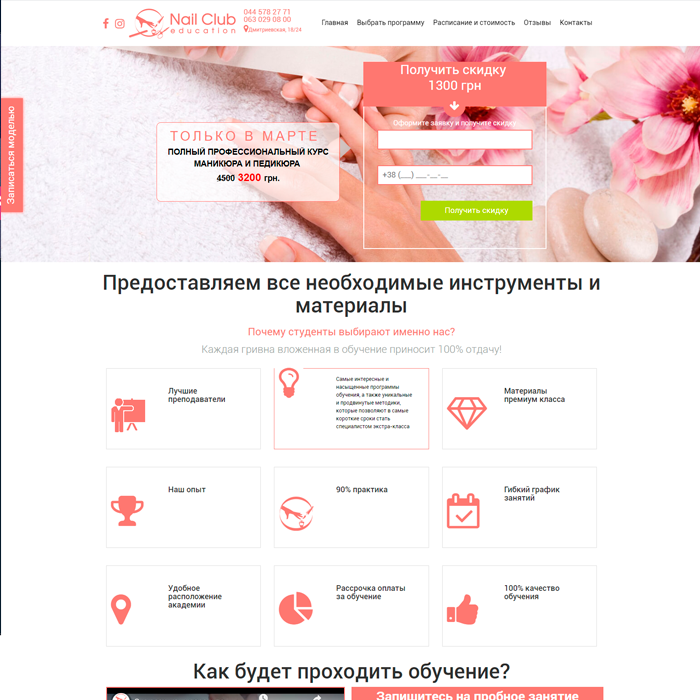 Nail Club
education
044 578 27 71
063 029 08 00
Дмитриевская, 18/24
Главная
Выбрать программу
Расписание и стоимость
Отзывы
Контакты
Записаться моделью
ТОЛЬКО В МАРТЕ
ПОЛНЫЙ ПРОФЕССИОНАЛЬНЫЙ КУРС
МАНИКЮРА И ПЕДИКЮРА
4500 3200 грн.
Получить скидку
1300 грн
Оформите заявку и получите скидку
+38 (___) ___-__-__
Получить скидку
Предоставляем все необходимые инструменты и
материалы
Почему студенты выбирают именно нас?
Каждая гривна вложенная в обучение приносит 100% отдачу!
Лучшие
преподаватели
Самые интересные и
насыщенные программы
обучения, а также уникальные
и продвинутые методики,
которые позволяют в самые
короткие сроки стать
специалистом экстра-класса
Материалы
премиум класса
Наш опыт
90% практика
Гибкий график
занятий
Удобное
расположение
академии
Рассрочка оплаты
за обучение
100% качество
обучения
Как будет проходить обучение?
Запишитесь на пробное занятие